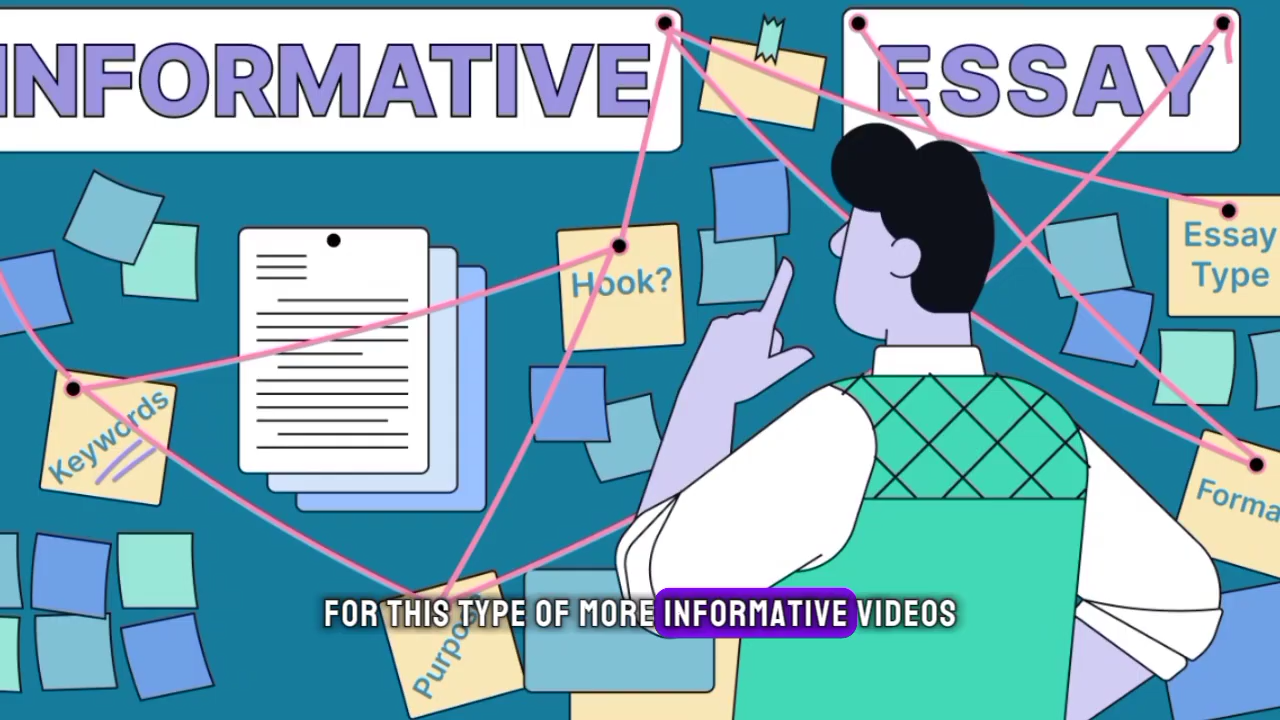 INFORMATIVE
ESSAY
Essay
Type
Hook?
Keywords
FOR THIS TYPE OF MORE INFORMATIVE VIDEOS